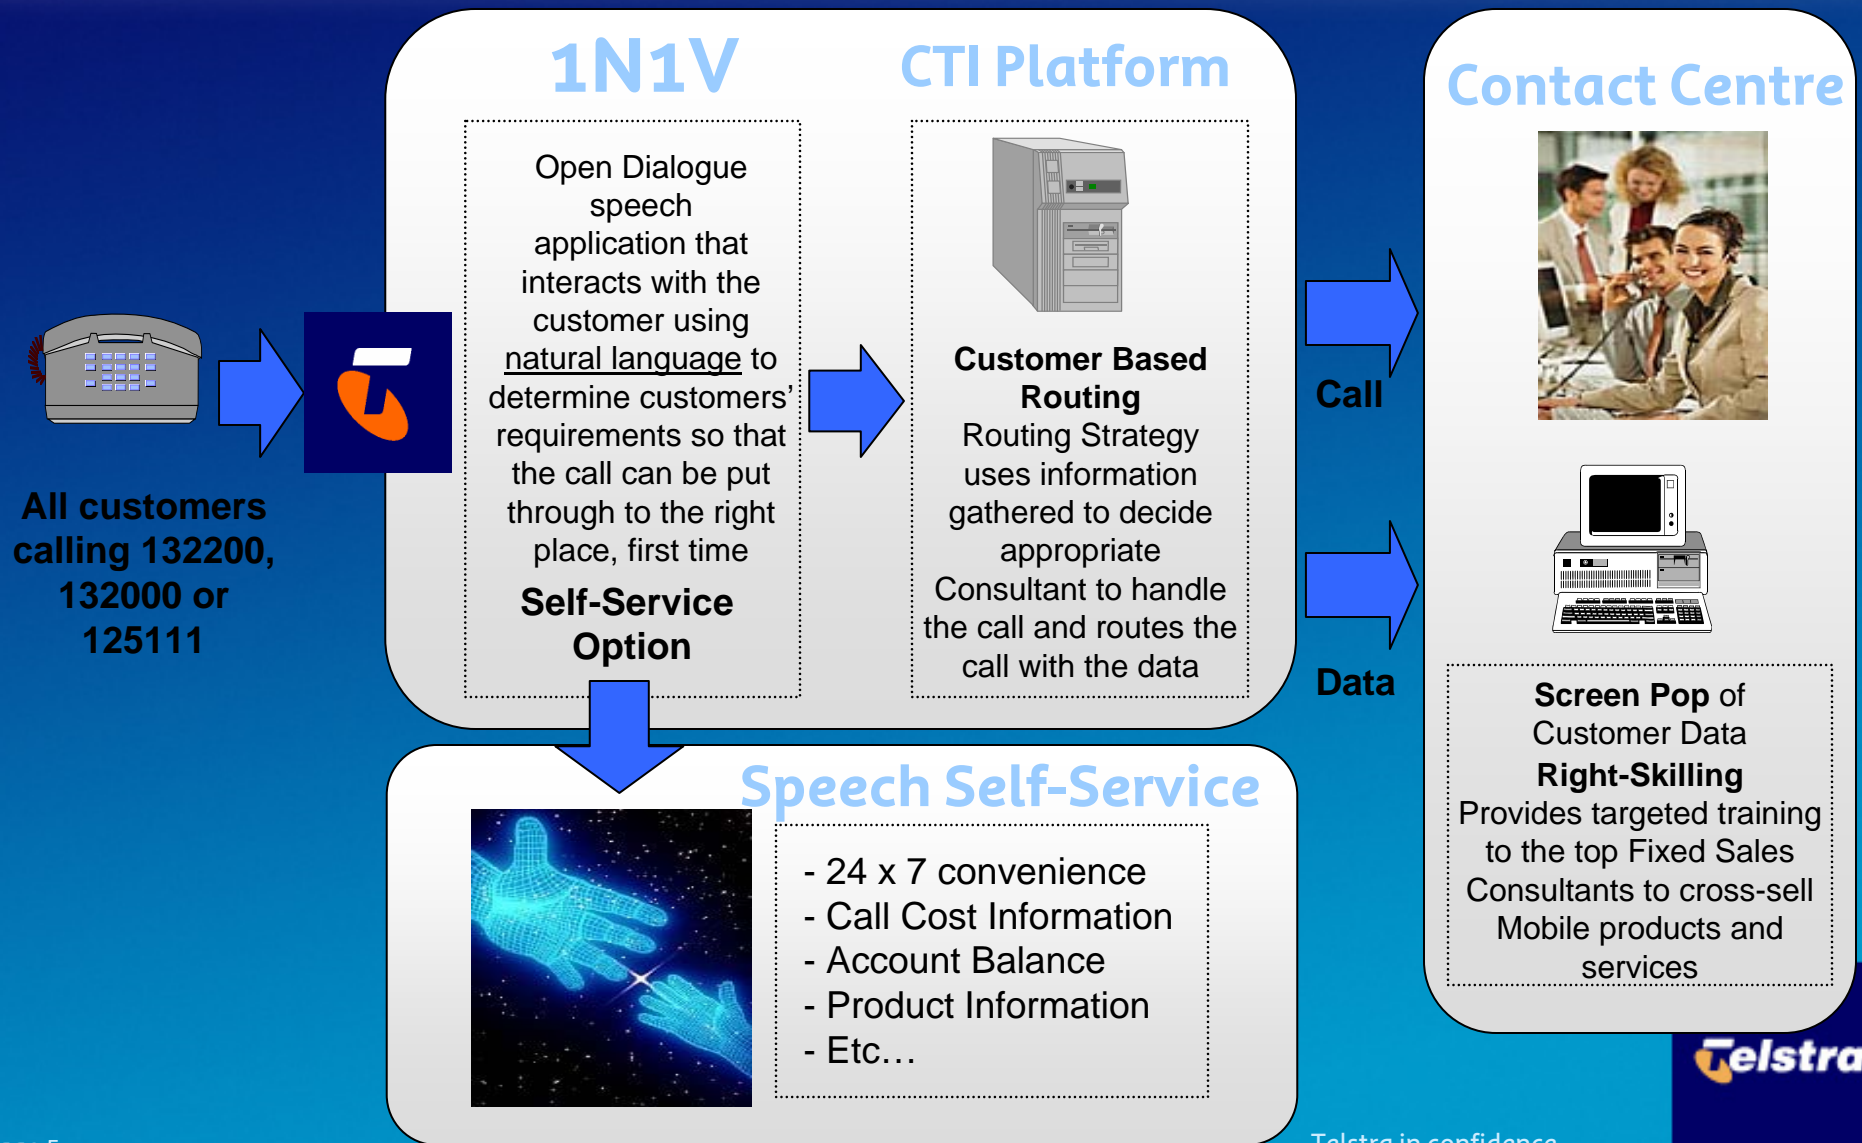 1N1V
CTI Platform
Contact Centre
All customers
calling 132200,
132000 or
125111
Open Dialogue
speech
application that
interacts with the
customer using
natural language to
determine customers’
requirements so that
the call can be put
through to the right
place, first time
Self-Service
Option
Customer Based
Routing
Routing Strategy
uses information
gathered to decide
appropriate
Consultant to handle
the call and routes the
call with the data
Call
Data
Screen Pop of
Customer Data
Right-Skilling
Provides targeted training
to the top Fixed Sales
Consultants to cross-sell
Mobile products and
services
Speech Self-Service
- 24 x 7 convenience
- Call Cost Information
- Account Balance
- Product Information
- Etc…
Telstra
Telstra in confidence